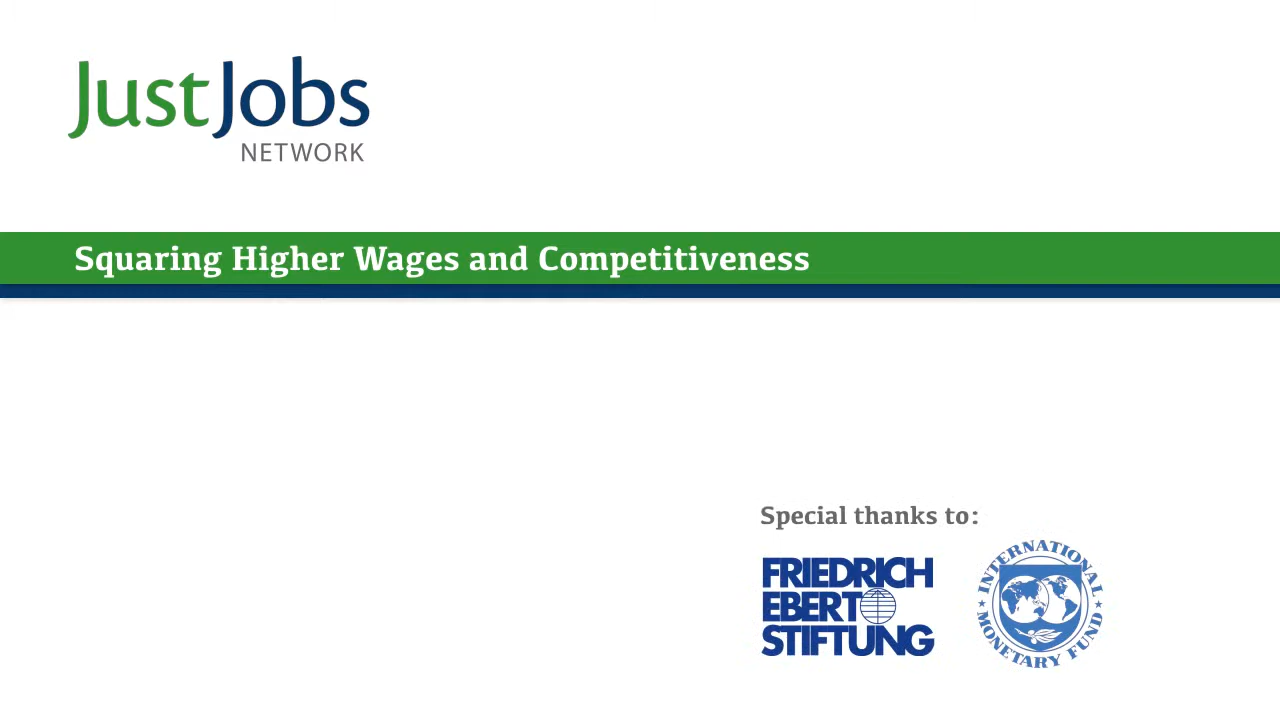 JustJobs
NETWORK
Squaring Higher Wages and Competitiveness
Special thanks to:
FRIEDRICH
EBERT
STIFTUNG
INTERNATIONAL
MONETARY FUND